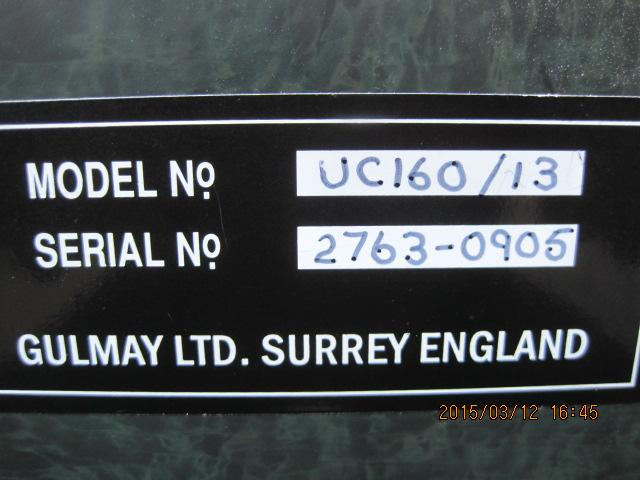 MODEL Nº UC160/13
SERIAL Nº 2763-0905
GULMAY LTD. SURREY ENGLAND
2015/03/12 16:45